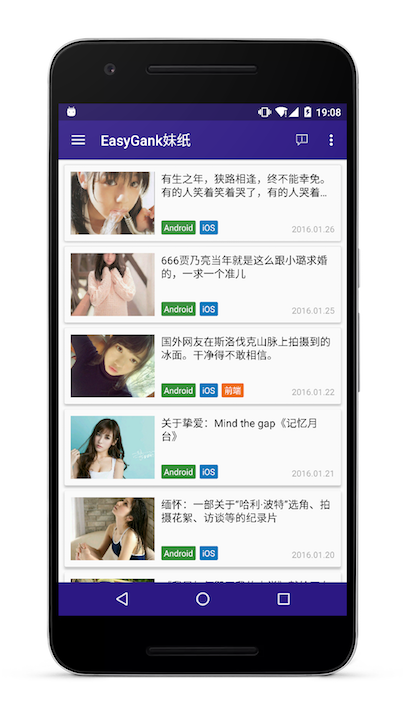 19:08
EasyGank妹纸
有生之年，狭路相逢，终不能幸免。
有的人笑着笑着哭了，有的人哭着…
Android iOS
2016.01.26
666贾乃亮当年就是这么跟小璐求婚
的，一求一个准儿
Android iOS
2016.01.25
国外网友在斯洛伐克山脉上拍摄到的
冰面。干净得不敢相信。
Android iOS 前端
2016.01.22
关于挚爱：Mind the gap《记忆月
台》
Android iOS
2016.01.21
缅怀：一部关于“哈利·波特”选角、拍
摄花絮、访谈等的纪录片
Android iOS
2016.01.20